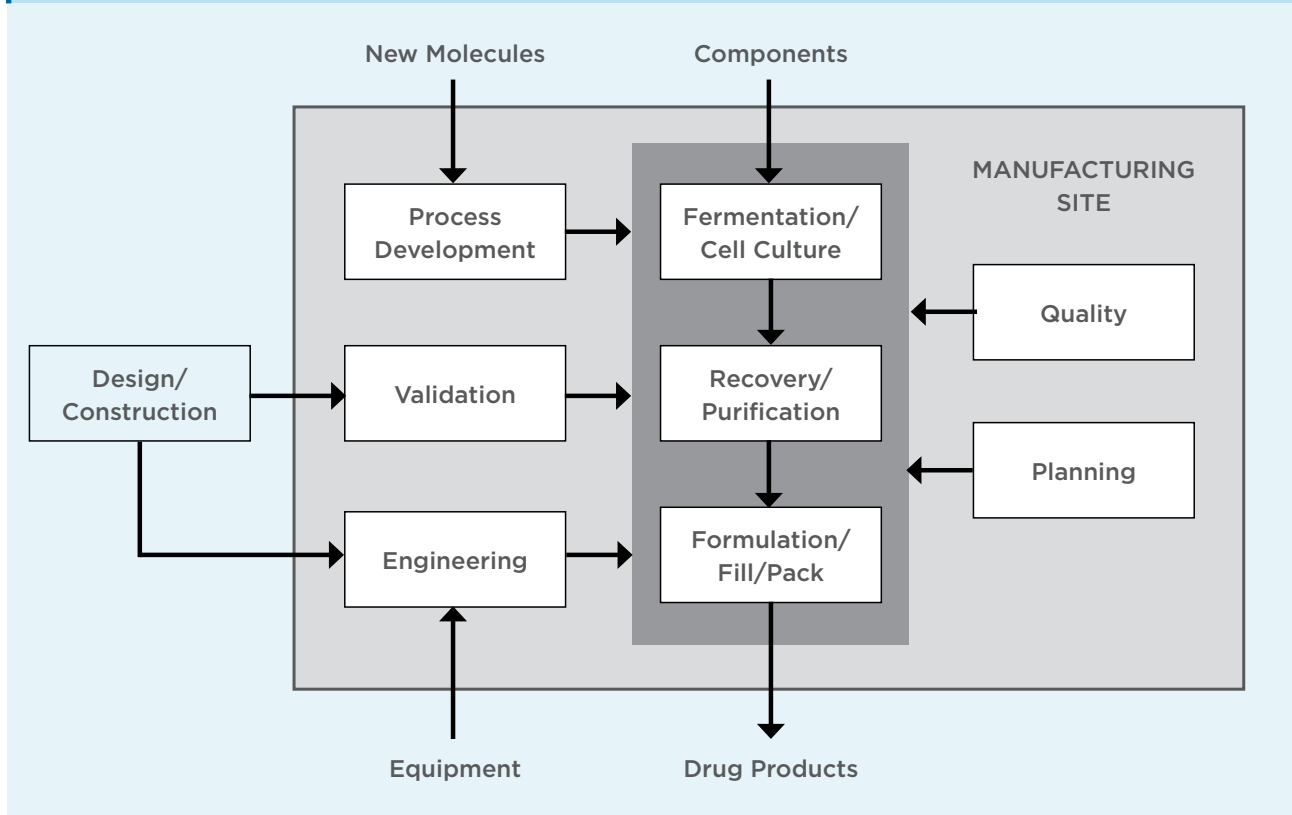 New Molecules
Components
MANUFACTURING
SITE
Process
Development
Fermentation/
Cell Culture
Quality
Design/
Construction
Validation
Recovery/
Purification
Planning
Engineering
Formulation/
Fill/Pack
Equipment
Drug Products